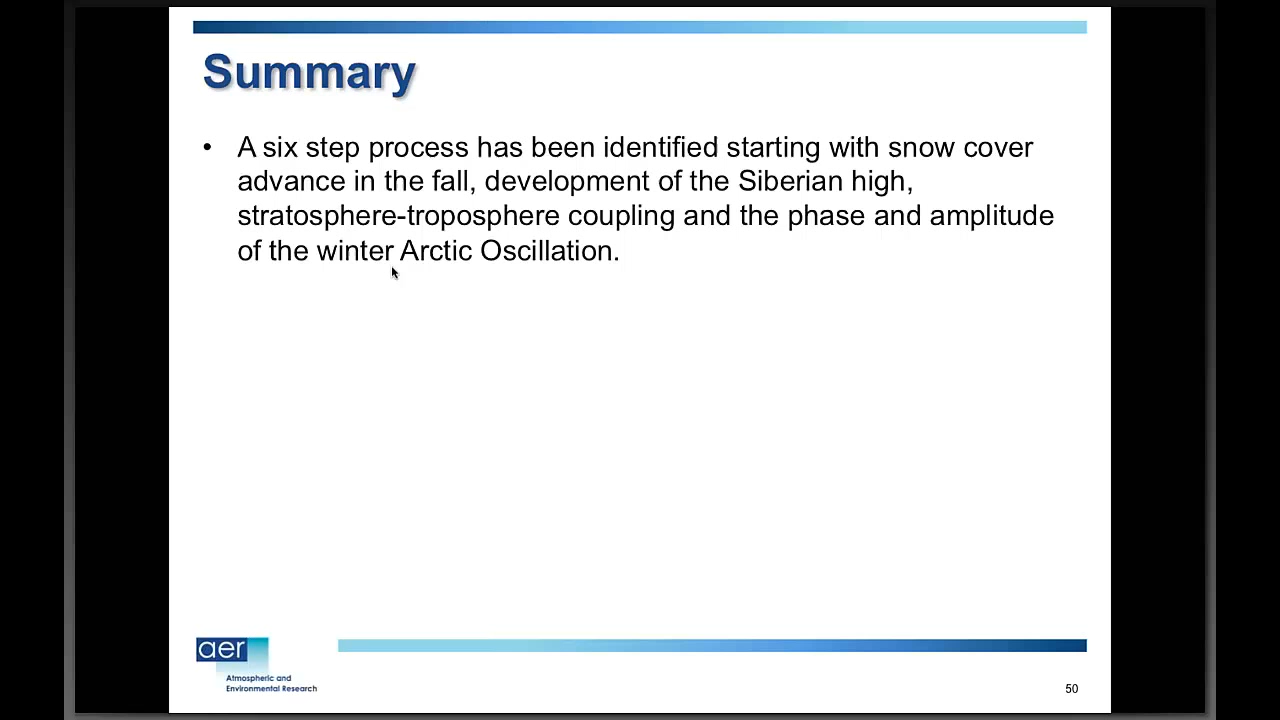 Summary
• A six step process has been identified starting with snow cover
advance in the fall, development of the Siberian high,
stratosphere-troposphere coupling and the phase and amplitude
of the winter Arctic Oscillation.
aer
Atmospheric and
Environmental Research
50